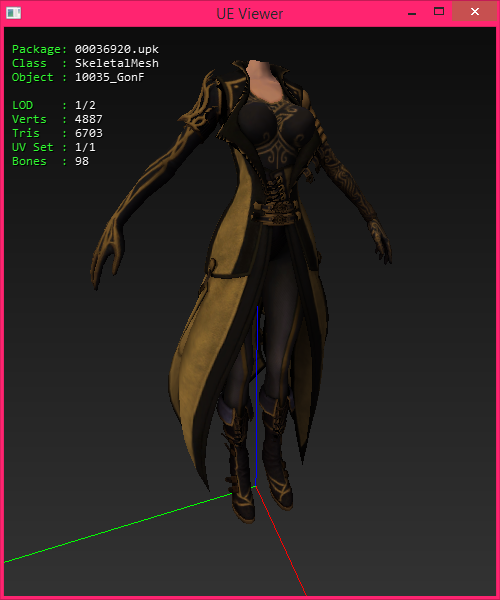 UE Viewer
Package: 00036920.upk
Class  : SkeletalMesh
Object : 10035_GonF
LOD    : 1/2
Verts  : 4887
Tris   : 6703
UV Set : 1/1
Bones  : 98